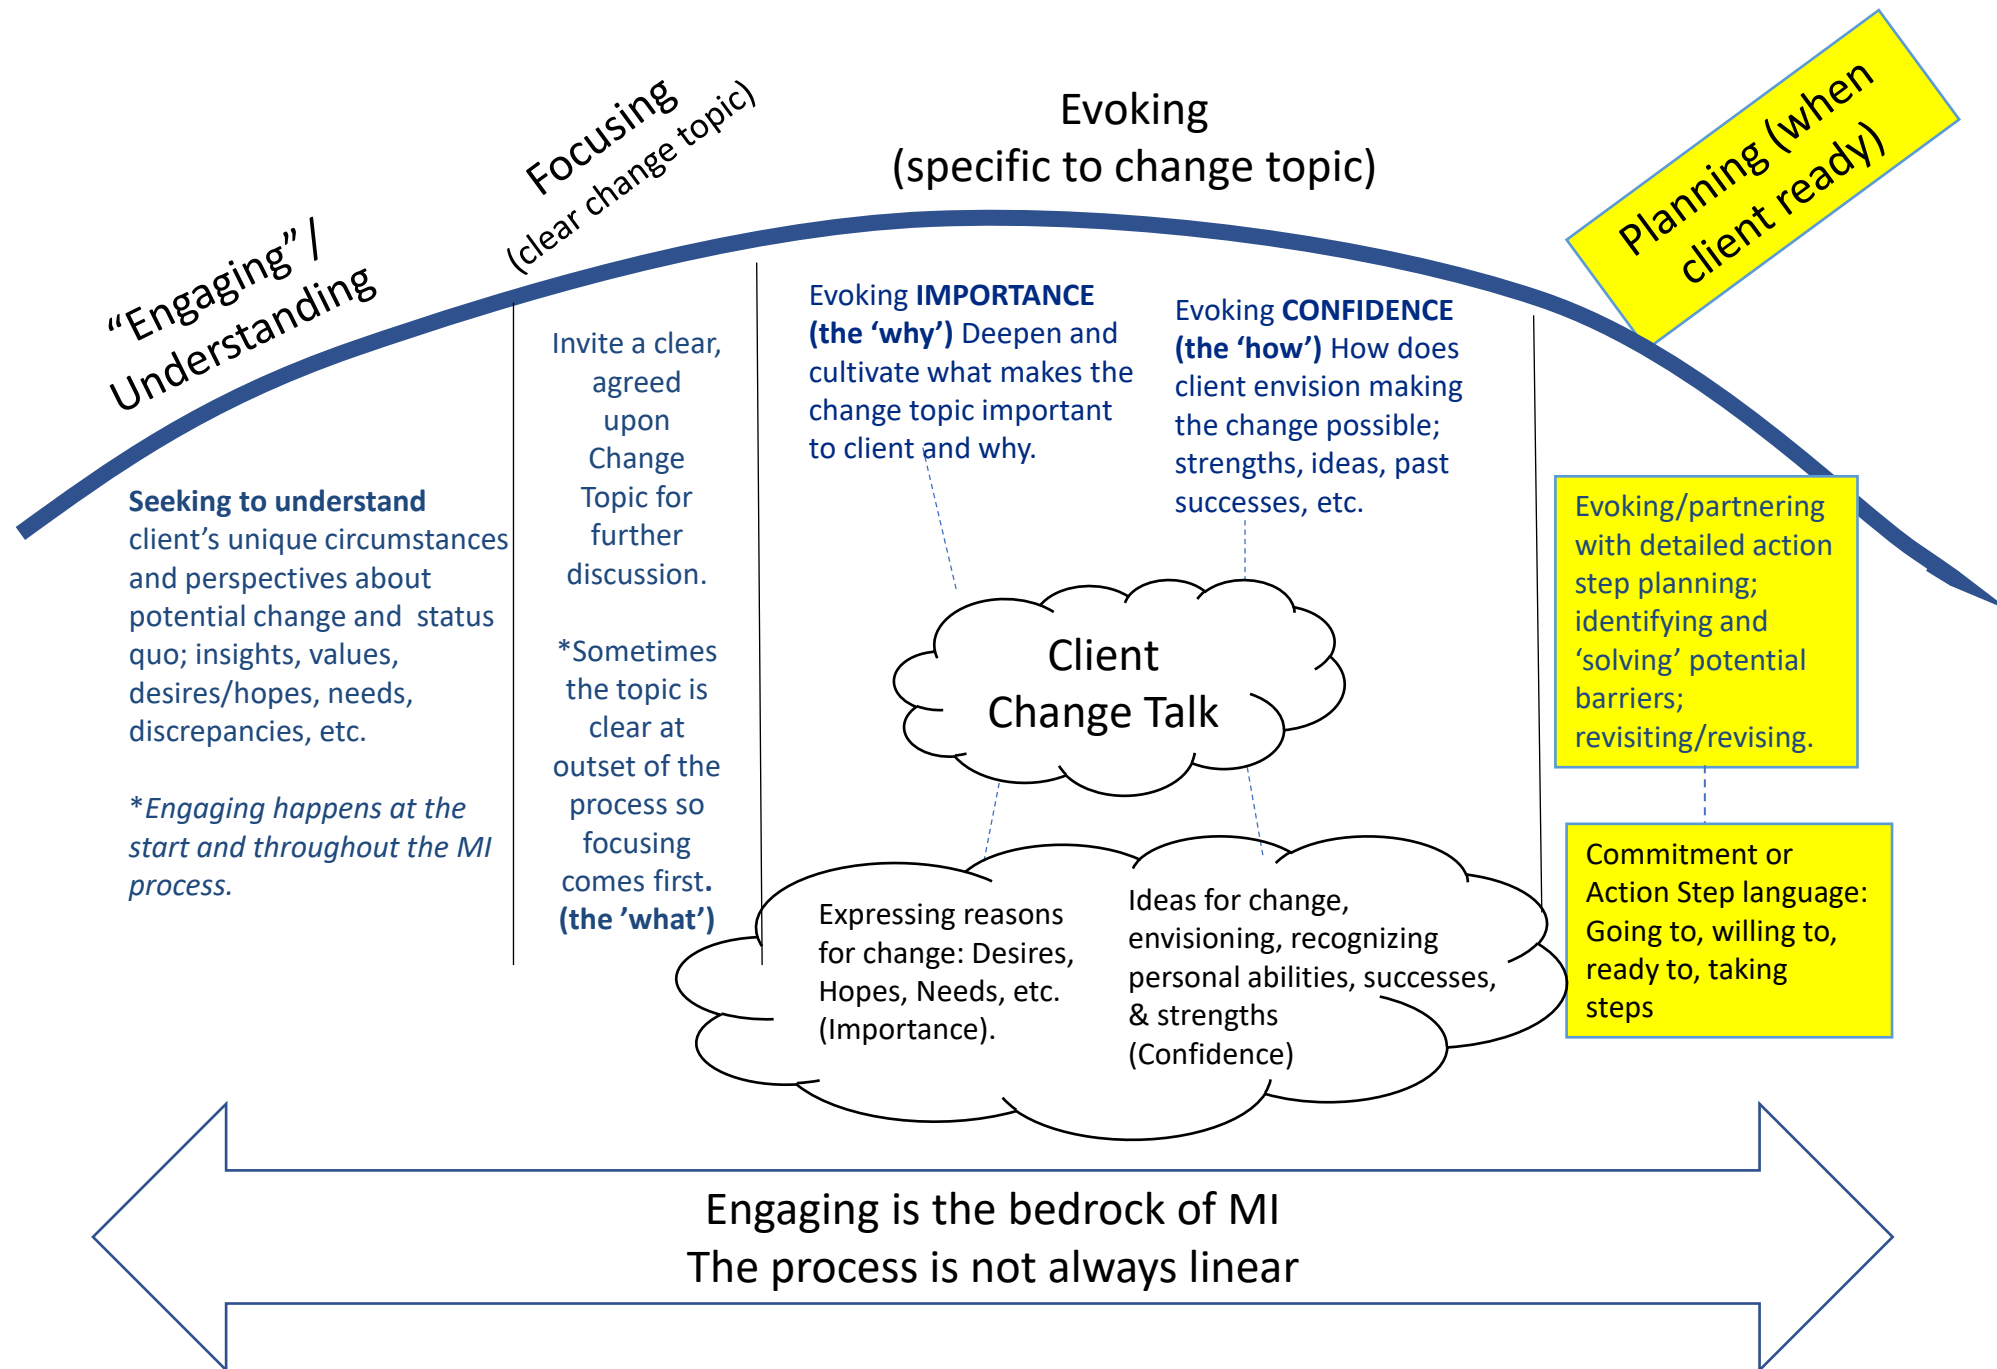 “Engaging” /
Understanding
Focusing
(clear change topic)
Evoking
(specific to change topic)
Planning (when
client ready)
Seeking to understand
client’s unique circumstances
and perspectives about
potential change and  status
quo; insights, values,
desires/hopes, needs,
discrepancies, etc.
*Engaging happens at the
start and throughout the MI
process.
Invite a clear,
agreed
upon
Change
Topic for
further
discussion.
*Sometimes
the topic is
clear at
outset of the
process so
focusing
comes first.
(the ’what’)
Evoking IMPORTANCE
(the ‘why’) Deepen and
cultivate what makes the
change topic important
to client and why.
Evoking CONFIDENCE
(the ‘how’) How does
client envision making
the change possible;
strengths, ideas, past
successes, etc.
Client
Change Talk
Expressing reasons
for change: Desires,
Hopes, Needs, etc.
(Importance).
Ideas for change,
envisioning, recognizing
personal abilities, successes,
& strengths
(Confidence)
Evoking/partnering
with detailed action
step planning;
identifying and
‘solving’ potential
barriers;
revisiting/revising.
Commitment or
Action Step language:
Going to, willing to,
ready to, taking
steps
Engaging is the bedrock of MI
The process is not always linear